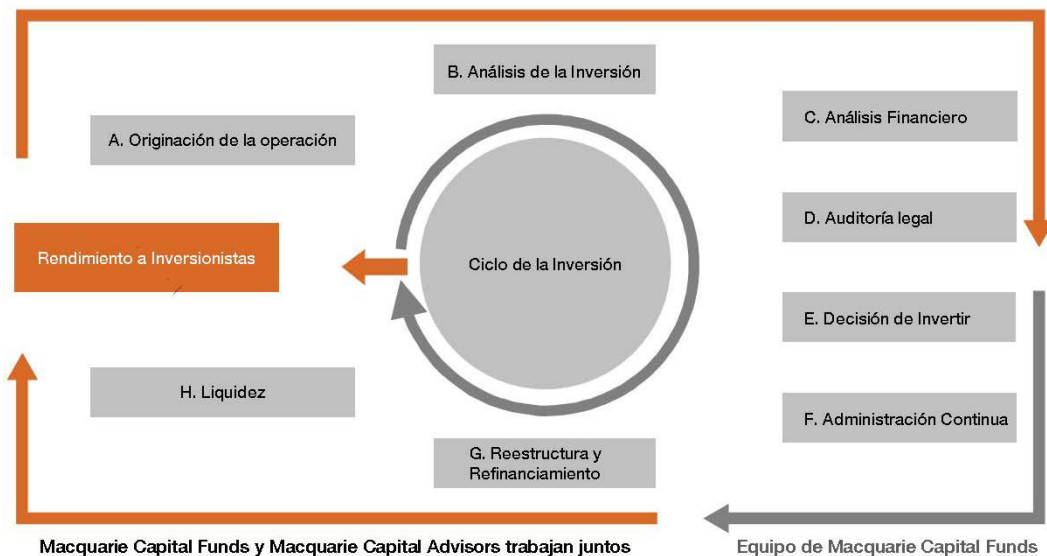 B. Análisis de la Inversión
A. Originación de la operación
C. Análisis Financiero
D. Auditoría legal
Rendimiento a Inversionistas
Ciclo de la Inversión
E. Decisión de Invertir
H. Liquidez
F. Administración Continua
G. Reestructura y
Refinanciamiento
Macquarie Capital Funds y Macquarie Capital Advisors trabajan juntos
Equipo de Macquarie Capital Funds